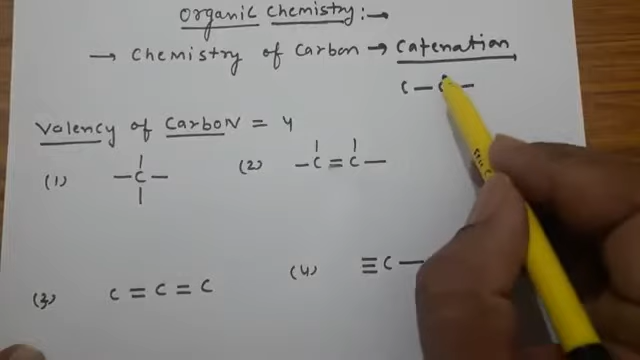 Organic Chemistry:→
→ Chemistry of Carbon → Catenation
C – C –
Valency of Carbon = 4
(1) –C– (2) –C=C–
(3) C=C=C (4) ≡C–